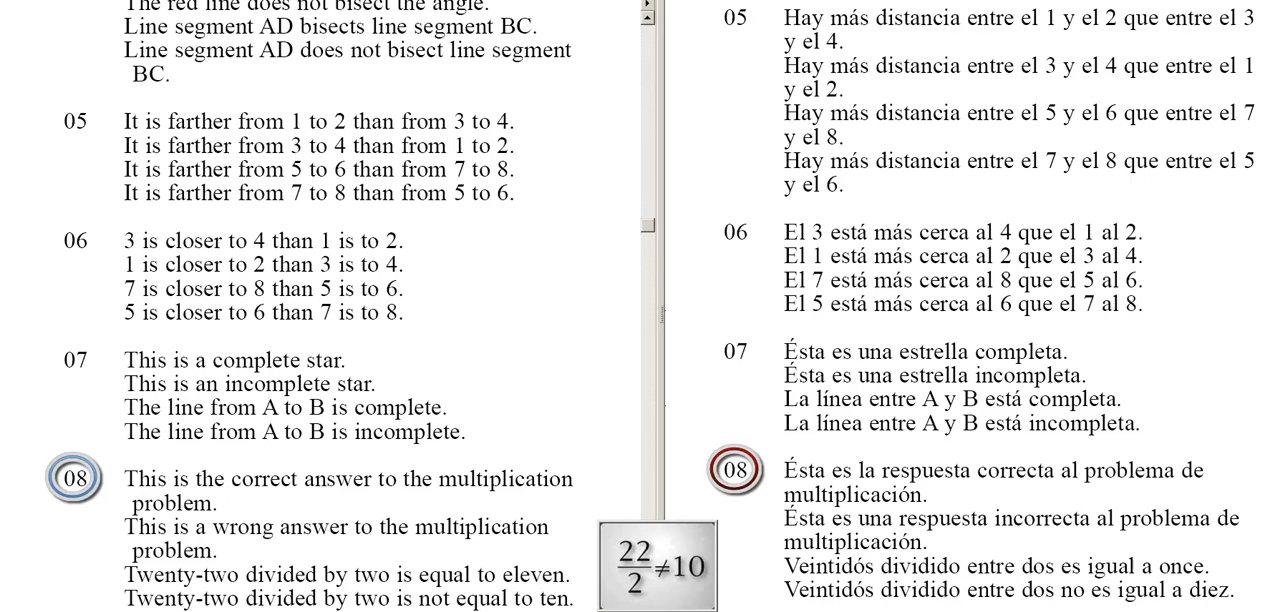 The red line does not bisect the angle.
Line segment AD bisects line segment BC.
Line segment AD does not bisect line segment
BC.
05 It is farther from 1 to 2 than from 3 to 4.
It is farther from 3 to 4 than from 1 to 2.
It is farther from 5 to 6 than from 7 to 8.
It is farther from 7 to 8 than from 5 to 6.
06 3 is closer to 4 than 1 is to 2.
1 is closer to 2 than 3 is to 4.
7 is closer to 8 than 5 is to 6.
5 is closer to 6 than 7 is to 8.
07 This is a complete star.
This is an incomplete star.
The line from A to B is complete.
The line from A to B is incomplete.
08 This is the correct answer to the multiplication
problem.
This is a wrong answer to the multiplication
problem.
Twenty-two divided by two is equal to eleven.
Twenty-two divided by two is not equal to ten.
22
2 ≠10
05 Hay más distancia entre el 1 y el 2 que entre el 3
y el 4.
Hay más distancia entre el 3 y el 4 que entre el 1
y el 2.
Hay más distancia entre el 5 y el 6 que entre el 7
y el 8.
Hay más distancia entre el 7 y el 8 que entre el 5
y el 6.
06 El 3 está más cerca al 4 que el 1 al 2.
El 1 está más cerca al 2 que el 3 al 4.
El 7 está más cerca al 8 que el 5 al 6.
El 5 está más cerca al 6 que el 7 al 8.
07 Ésta es una estrella completa.
Ésta es una estrella incompleta.
La línea entre A y B está completa.
La línea entre A y B está incompleta.
08 Ésta es la respuesta correcta al problema de
multiplicación.
Ésta es una respuesta incorrecta al problema de
multiplicación.
Veintidós dividido entre dos es igual a once.
Veintidós dividido entre dos no es igual a diez.